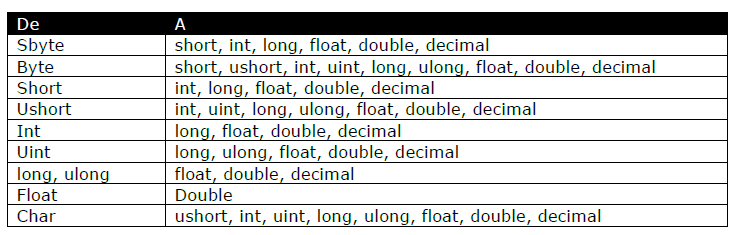 De A
Sbyte short, int, long, float, double, decimal
Byte short, ushort, int, uint, long, ulong, float, double, decimal
Short int, long, float, double, decimal
Ushort int, uint, long, ulong, float, double, decimal
Int long, float, double, decimal
Uint long, ulong, float, double, decimal
long, ulong float, double, decimal
Float Double
Char ushort, int, uint, long, ulong, float, double, decimal